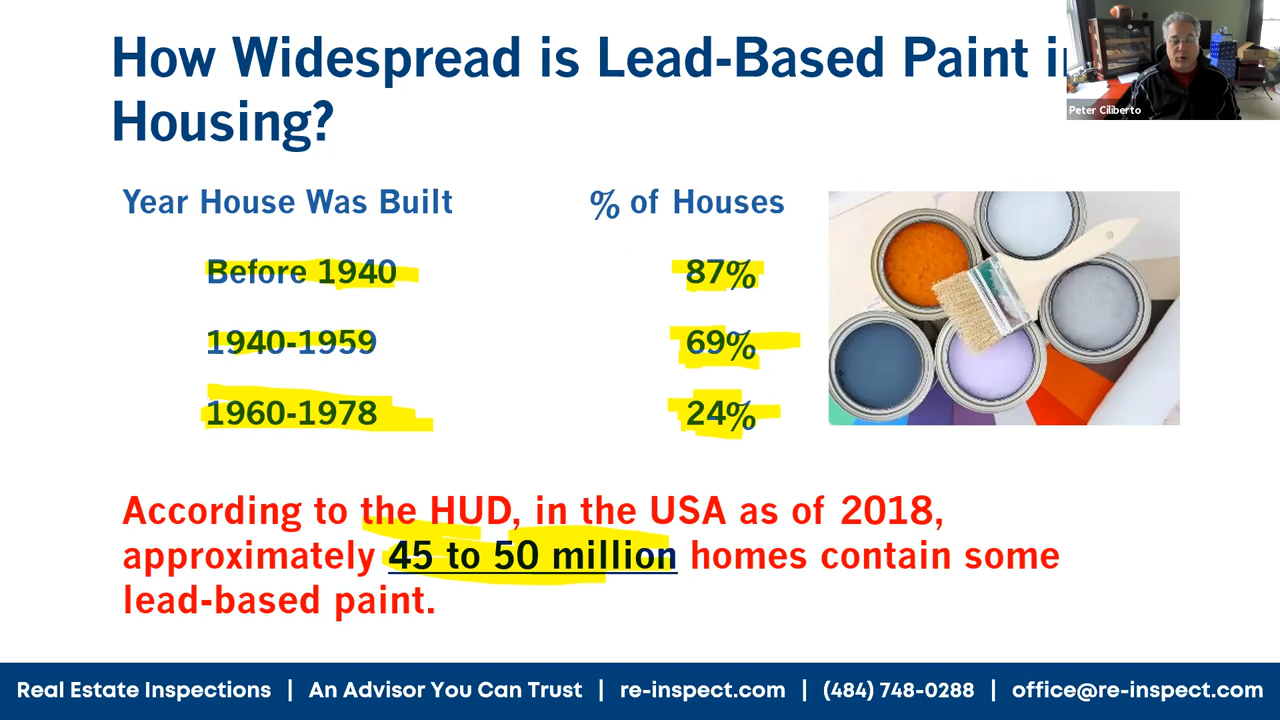 How Widespread is Lead-Based Paint i
Housing?
Peter Ciliberto
Year House Was Built % of Houses
Before 1940 87%
1940-1959 69%
1960-1978 24%
According to the HUD, in the USA as of 2018,
approximately 45 to 50 million homes contain some
lead-based paint.
Real Estate Inspections | An Advisor You Can Trust | re-inspect.com | (484) 748-0288 | office@re-inspect.com